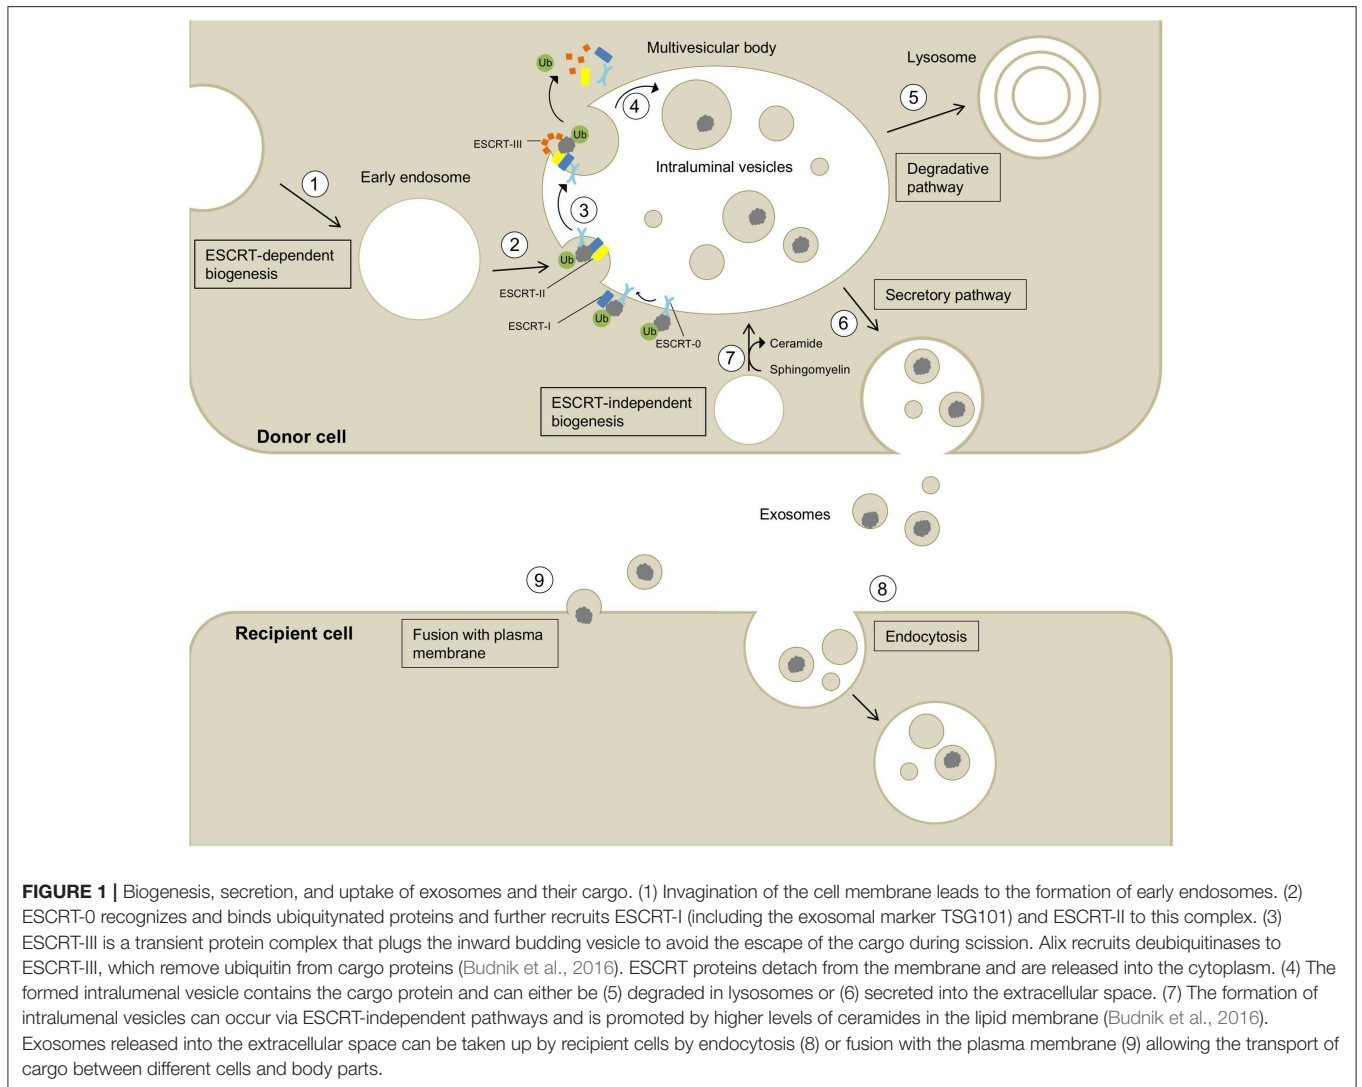 Multivesicular body
Lysosome
Ub
4
5
Ub
ESCRT-III
Intraluminal vesicles
Degradative
pathway
1
Early endosome
3
2
ESCRT-dependent
biogenesis
Ub
ESCRT-II
Secretory pathway
ESCRT-I
Ub
Ub
ESCRT-0
6
7
Ceramide
Sphingomyelin
ESCRT-independent
biogenesis
Donor cell
Exosomes
9
8
Recipient cell
Fusion with plasma
membrane
Endocytosis
FIGURE 1 | Biogenesis, secretion, and uptake of exosomes and their cargo. (1) Invagination of the cell membrane leads to the formation of early endosomes. (2)
ESCRT-0 recognizes and binds ubiquitynated proteins and further recruits ESCRT-I (including the exosomal marker TSG101) and ESCRT-II to this complex. (3)
ESCRT-III is a transient protein complex that plugs the inward budding vesicle to avoid the escape of the cargo during scission. Alix recruits deubiquitinases to
ESCRT-III, which remove ubiquitin from cargo proteins (Budnik et al., 2016). ESCRT proteins detach from the membrane and are released into the cytoplasm. (4) The
formed intralumenal vesicle contains the cargo protein and can either be (5) degraded in lysosomes or (6) secreted into the extracellular space. (7) The formation of
intralumenal vesicles can occur via ESCRT-independent pathways and is promoted by higher levels of ceramides in the lipid membrane (Budnik et al., 2016).
Exosomes released into the extracellular space can be taken up by recipient cells by endocytosis (8) or fusion with the plasma membrane (9) allowing the transport of
cargo between different cells and body parts.